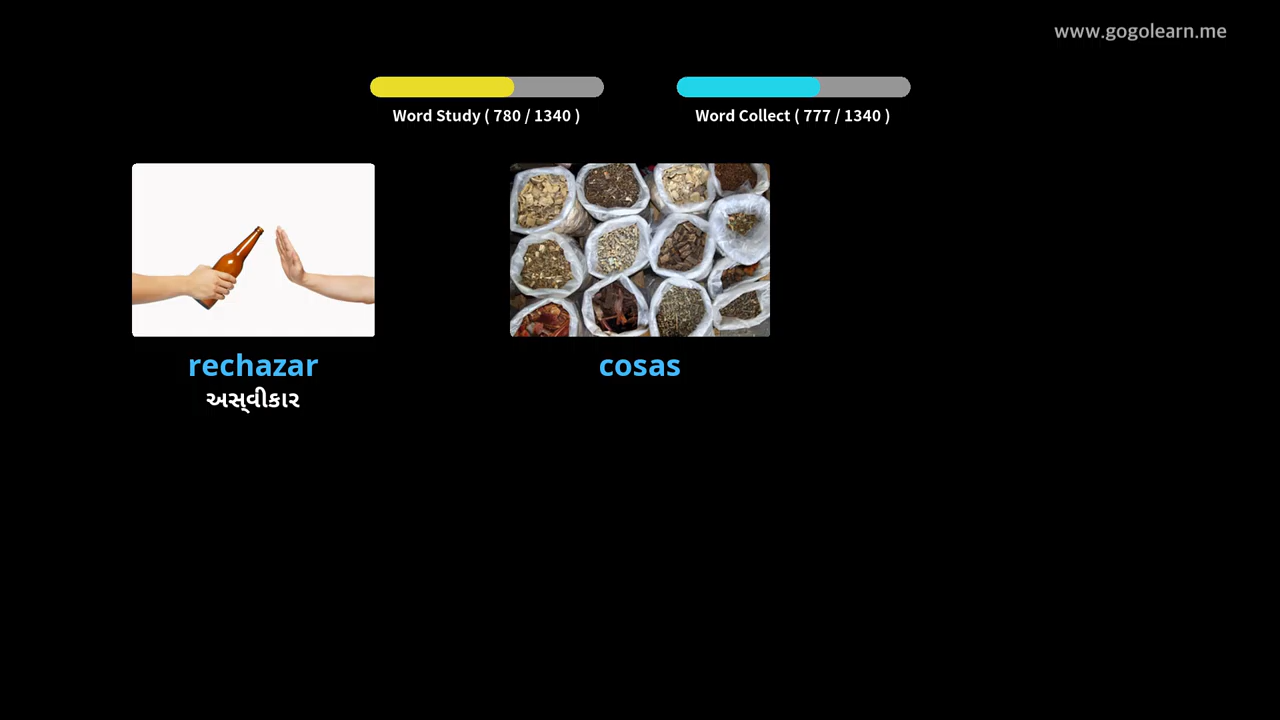 www.gogolearn.me
Word Study ( 780 / 1340 )
Word Collect ( 777 / 1340 )
rechazar
cosas
અસ્વીકાર